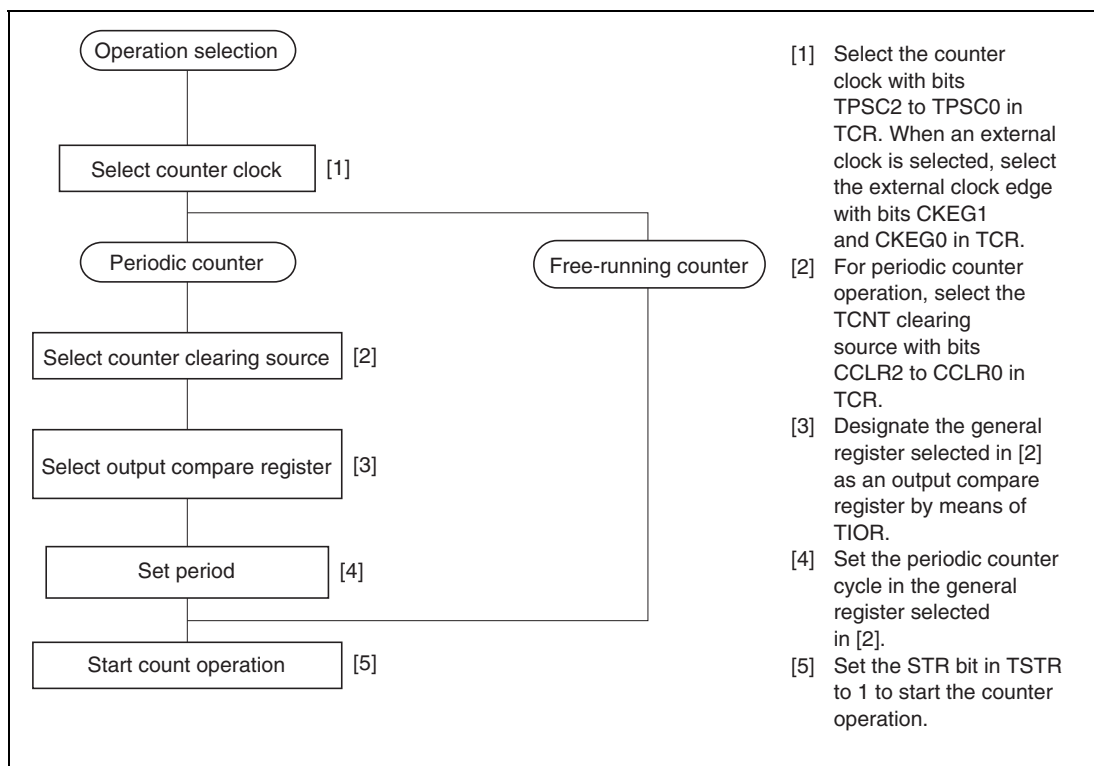 Operation selection
Select counter clock [1]
Periodic counter
Free-running counter
Select counter clearing source [2]
Select output compare register [3]
Set period [4]
Start count operation [5]
[1] Select the counter
clock with bits
TPSC2 to TPSC0 in
TCR. When an external
clock is selected, select
the external clock edge
with bits CKEG1
and CKEG0 in TCR.
[2] For periodic counter
operation, select the
TCNT clearing
source with bits
CCLR2 to CCLR0 in
TCR.
[3] Designate the general
register selected in [2]
as an output compare
register by means of
TIOR.
[4] Set the periodic counter
cycle in the general
register selected
in [2].
[5] Set the STR bit in TSTR
to 1 to start the counter
operation.